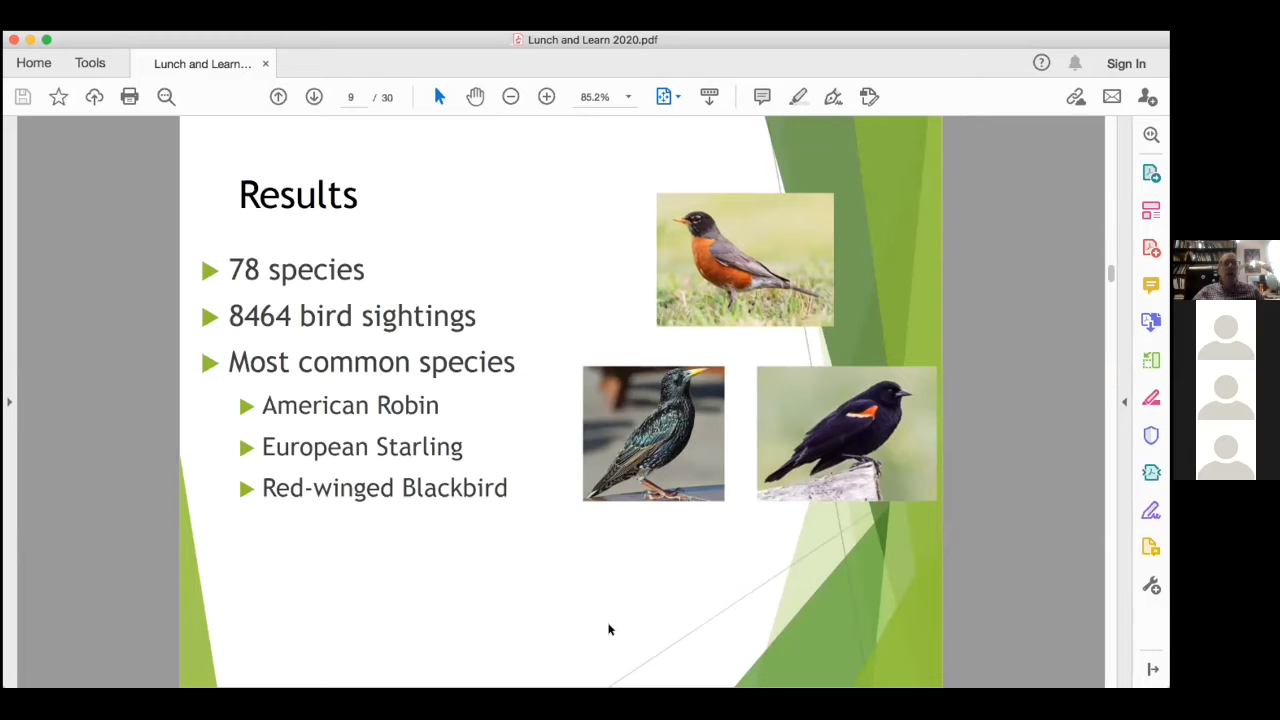 Lunch and Learn 2020.pdf
Home Tools Lunch and Learn... × Sign In
9 / 30 85.2%
Results
78 species
8464 bird sightings
Most common species
American Robin
European Starling
Red-winged Blackbird